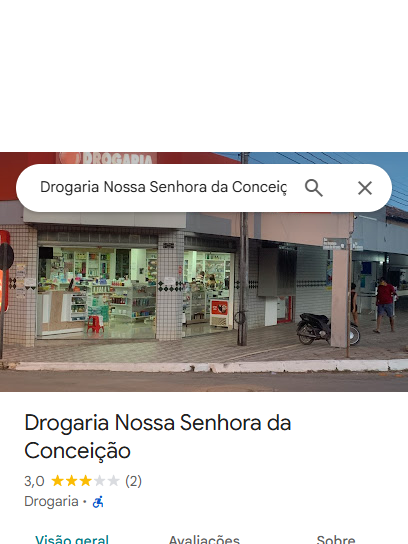 DROGARIA
Drogaria Nossa Senhora da Conceiç
Drogaria Nossa Senhora da
Conceição
3,0 (2)
Drogaria ·
Visão geral Avaliações Sobre